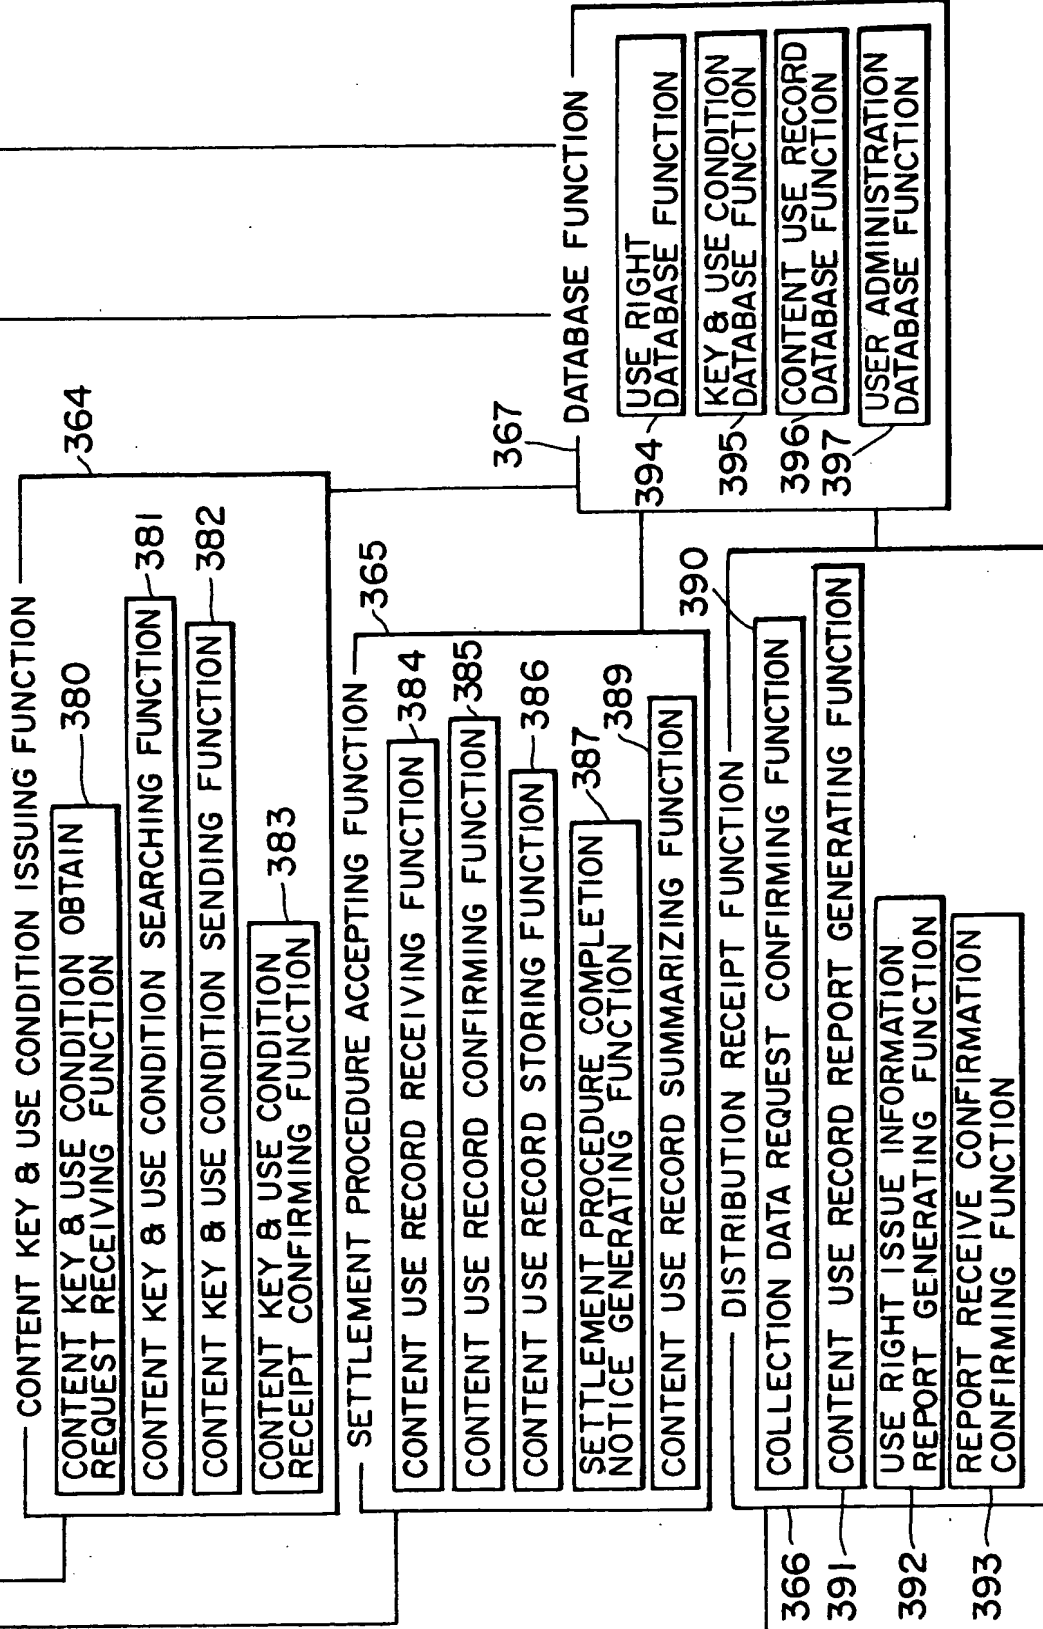 CONTENT KEY & USE CONDITION ISSUING FUNCTION
364
CONTENT KEY & USE CONDITION OBTAIN
REQUEST RECEIVING FUNCTION
380
CONTENT KEY & USE CONDITION SEARCHING FUNCTION
381
CONTENT KEY & USE CONDITION SENDING FUNCTION
382
CONTENT KEY & USE CONDITION
RECEIPT CONFIRMING FUNCTION
383
SETTLEMENT PROCEDURE ACCEPTING FUNCTION
365
CONTENT USE RECORD RECEIVING FUNCTION
384
CONTENT USE RECORD CONFIRMING FUNCTION
385
CONTENT USE RECORD STORING FUNCTION
386
SETTLEMENT PROCEDURE COMPLETION
NOTICE GENERATING FUNCTION
387
CONTENT USE RECORD SUMMARIZING FUNCTION
389
DISTRIBUTION RECEIPT FUNCTION
366
COLLECTION DATA REQUEST CONFIRMING FUNCTION
390
CONTENT USE RECORD REPORT GENERATING FUNCTION
391
USE RIGHT ISSUE INFORMATION
REPORT GENERATING FUNCTION
392
REPORT RECEIVE CONFIRMATION
CONFIRMING FUNCTION
393
DATABASE FUNCTION
367
USE RIGHT
DATABASE FUNCTION
394
KEY & USE CONDITION
DATABASE FUNCTION
395
CONTENT USE RECORD
DATABASE FUNCTION
396
USER ADMINISTRATION
DATABASE FUNCTION
397